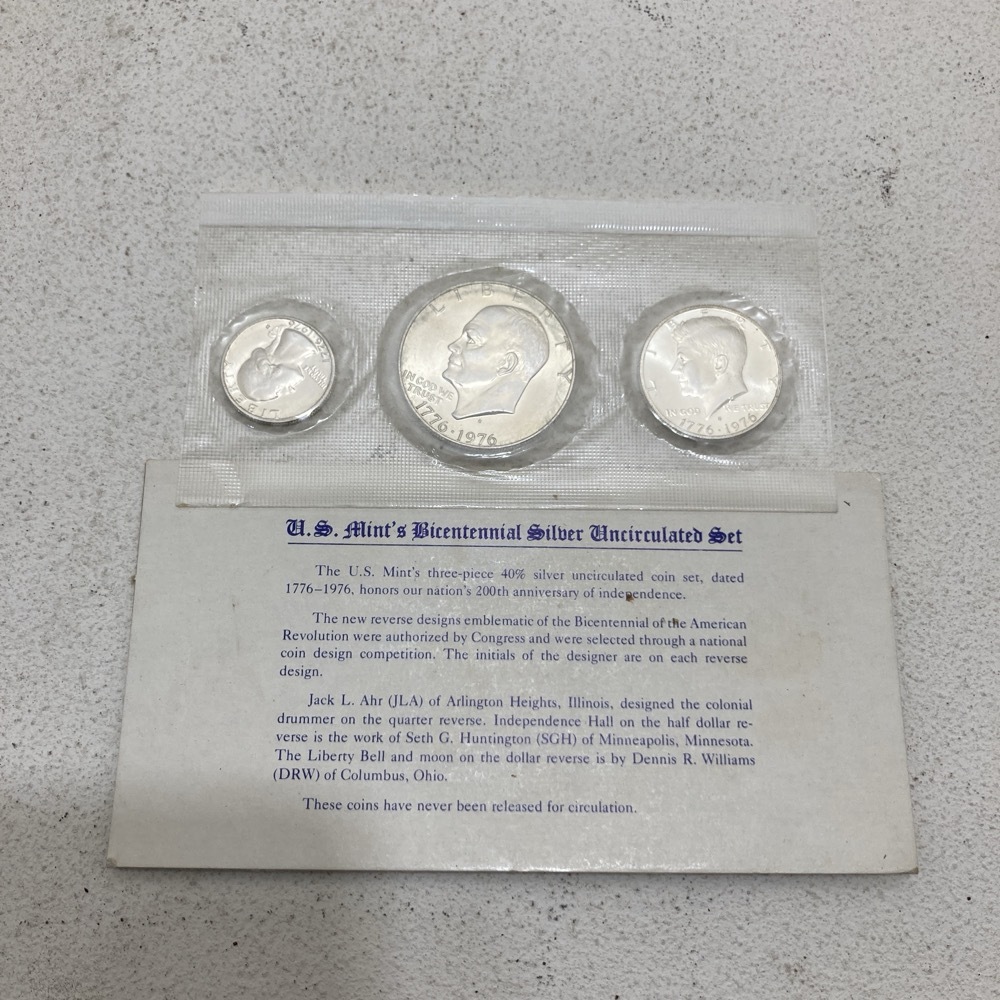 LIBERTY
IN GOD WE
TRUST
1776·1976
LIBERTY
IN GOD WE TRUST
1776·1976
LIBERTY
1776·1976
U.S. Mint's Bicentennial Silver Uncirculated Set
The U.S. Mint's three-piece 40% silver uncirculated coin set, dated
1776–1976, honors our nation's 200th anniversary of independence.
The new reverse designs emblematic of the Bicentennial of the American
Revolution were authorized by Congress and were selected through a national
coin design competition. The initials of the designer are on each reverse
design.
Jack L. Ahr (JLA) of Arlington Heights, Illinois, designed the colonial
drummer on the quarter reverse. Independence Hall on the half dollar re-
verse is the work of Seth G. Huntington (SGH) of Minneapolis, Minnesota.
The Liberty Bell and moon on the dollar reverse is by Dennis R. Williams
(DRW) of Columbus, Ohio.
These coins have never been released for circulation.